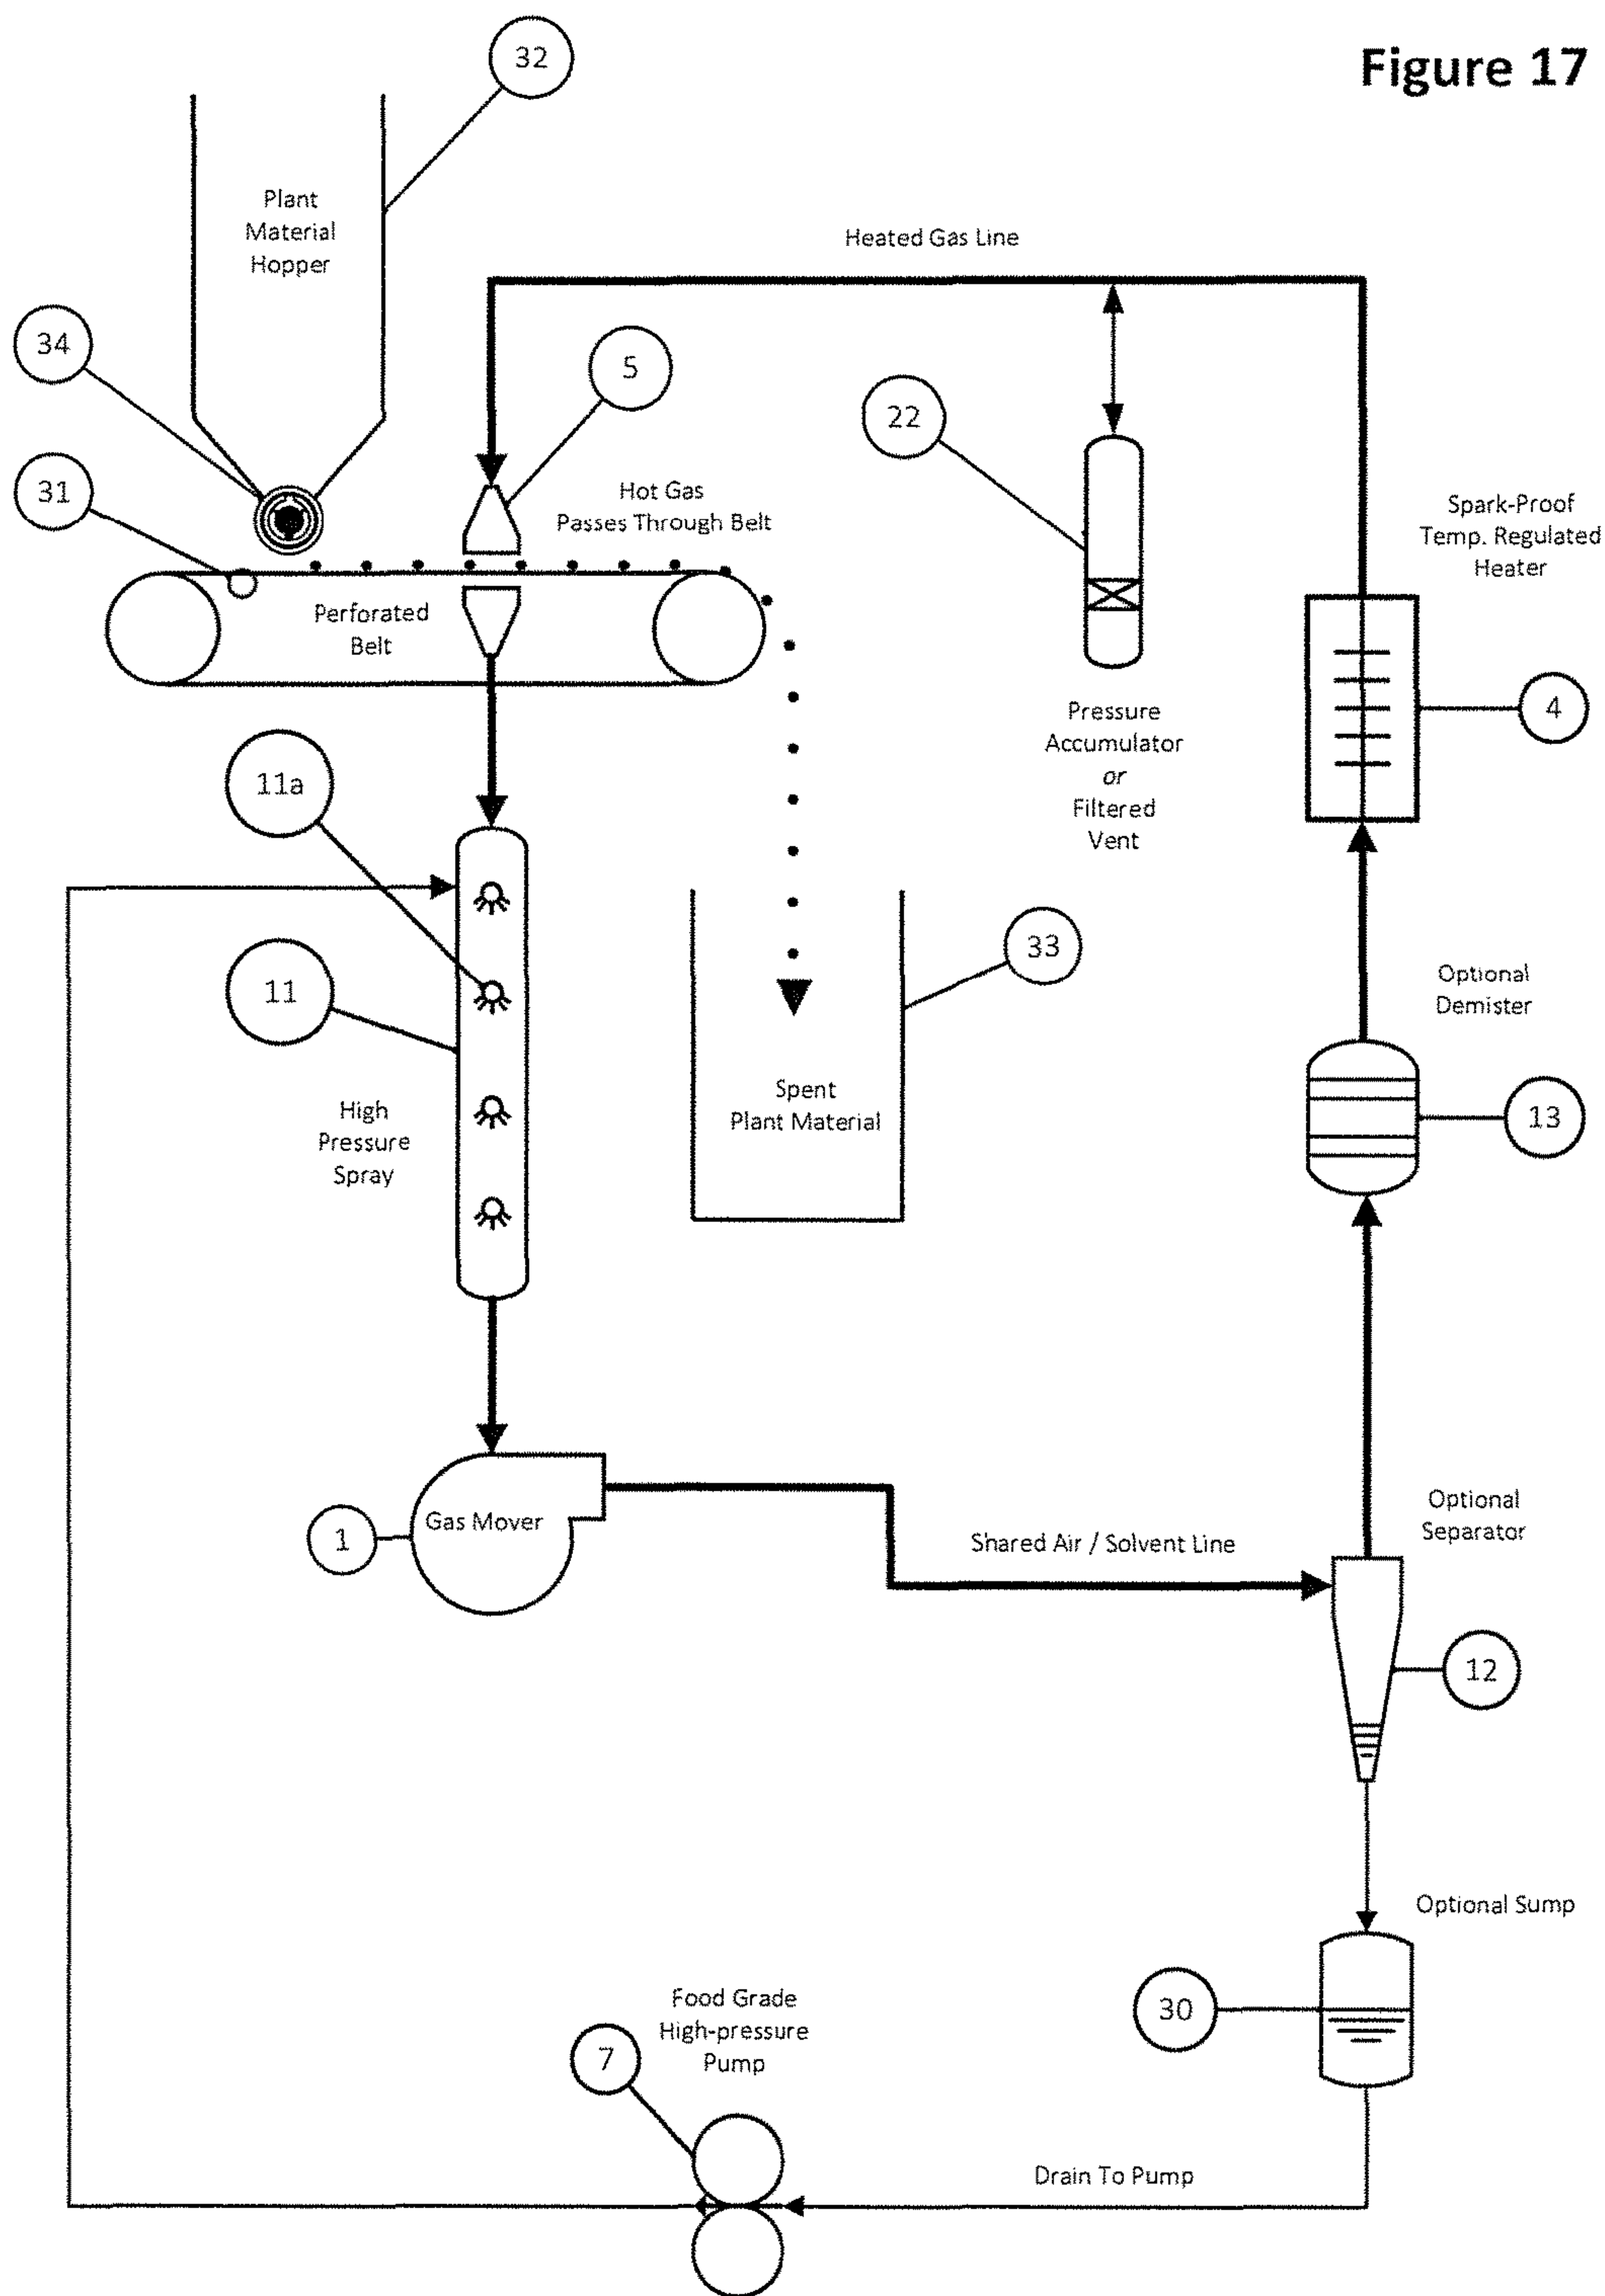 Figure 17
32
Plant
Material
Hopper
Heated Gas Line
34
5
22
31
Hot Gas
Passes Through Belt
Spark-Proof
Temp. Regulated
Heater
Perforated
Belt
4
Pressure
Accumulator
or
Filtered
Vent
11a
33
11
Optional
Demister
Spent
Plant Material
High
Pressure
Spray
13
Optional
Separator
Gas Mover
1
Shared Air / Solvent Line
12
Optional Sump
30
Food Grade
High-pressure
Pump
7
Drain To Pump